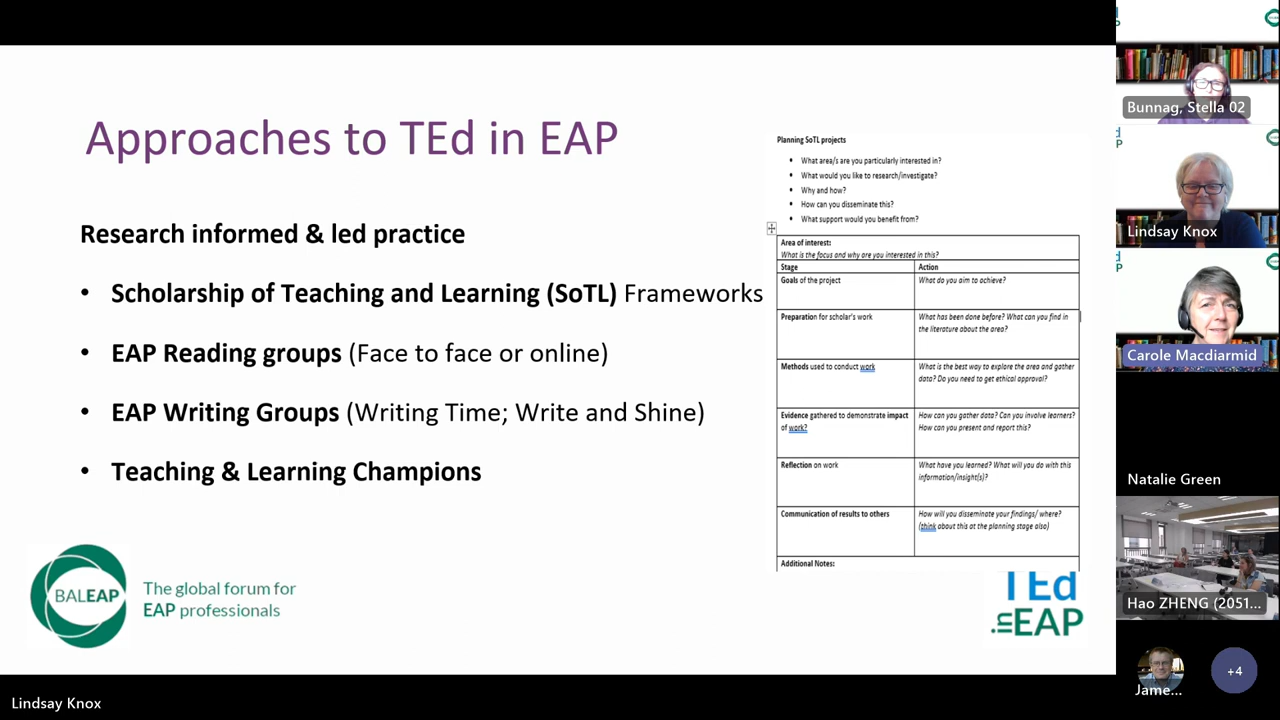 Approaches to TEd in EAP
Research informed & led practice
• Scholarship of Teaching and Learning (SoTL) Frameworks
• EAP Reading groups (Face to face or online)
• EAP Writing Groups (Writing Time; Write and Shine)
• Teaching & Learning Champions
BALEAP
The global forum for
EAP professionals
Planning SoTL projects
• What area/s are you particularly interested in?
• What would you like to research/investigate?
• Why and how?
• How can you disseminate this?
• What support would you benefit from?
Area of interest:
What is the focus and why are you interested in this?
Stage
Action
Goals of the project
What do you aim to achieve?
Preparation for scholar's work
What has been done before? What can you find in
the literature about the area?
Methods used to conduct work
What is the best way to explore the area and gather
data? Do you need to get ethical approval?
Evidence gathered to demonstrate impact
of work?
How can you gather data? Can you involve learners?
How can you present and report this?
Reflection on work
What have you learned? What will you do with this
information/insight(s)?
Communication of results to others
How will you disseminate your findings/ where?
(think about this at the planning stage also)
Additional Notes:
TEd
.in EAP
Bunnag, Stella 02
Lindsay Knox
Carole Macdiarmid
Natalie Green
Hao ZHENG (2051...
Jame...
+4
Lindsay Knox